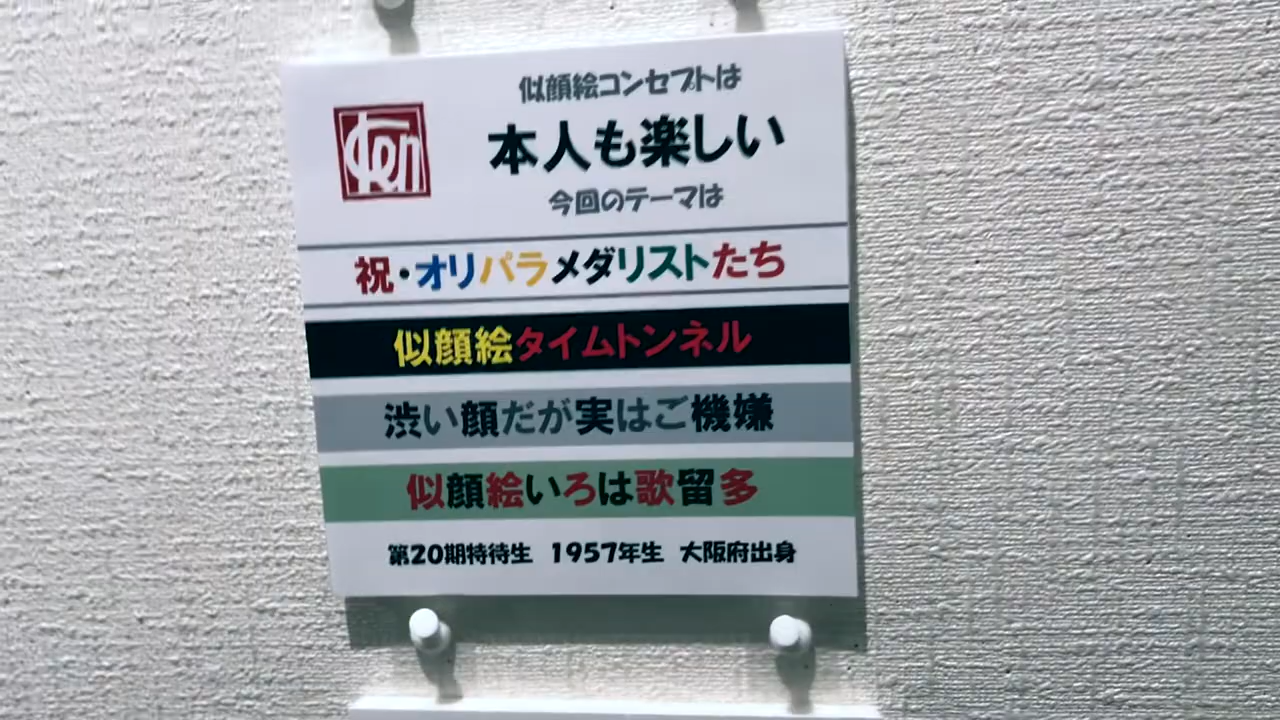 似顔絵コンセプトは
Ken
本人も楽しい
今回のテーマは
祝・オリパラメダリストたち
似顔絵タイムトンネル
渋い顔だが実はご機嫌
似顔絵いろは歌留多
第20期特待生 1957年生 大阪府出身